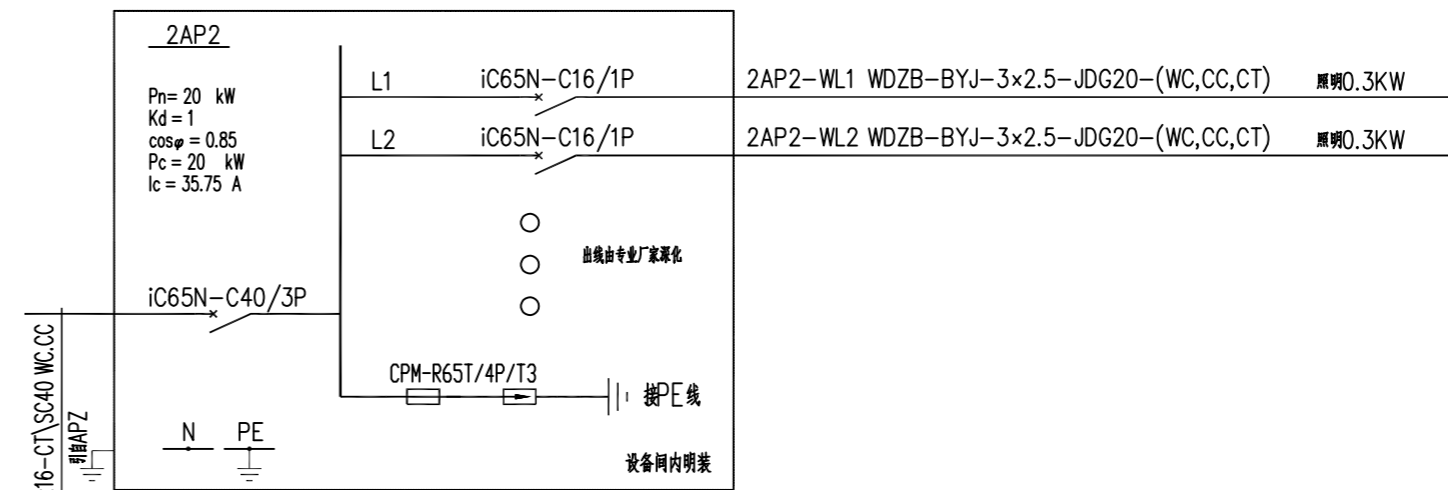 2AP2
Pn= 20 kW
Kd = 1
cosφ = 0.85
Pc = 20 kW
Ic = 35.75 A
L1 iC65N-C16/1P 2AP2-WL1 WDZB-BYJ-3×2.5-JDG20-(WC,CC,CT) 照明0.3KW
L2 iC65N-C16/1P 2AP2-WL2 WDZB-BYJ-3×2.5-JDG20-(WC,CC,CT) 照明0.3KW
出线由专业厂家深化
iC65N-C40/3P
CPM-R65T/4P/T3
接PE线
N PE
设备间内明装
16-CT\SC40 WC.CC
引自APZ